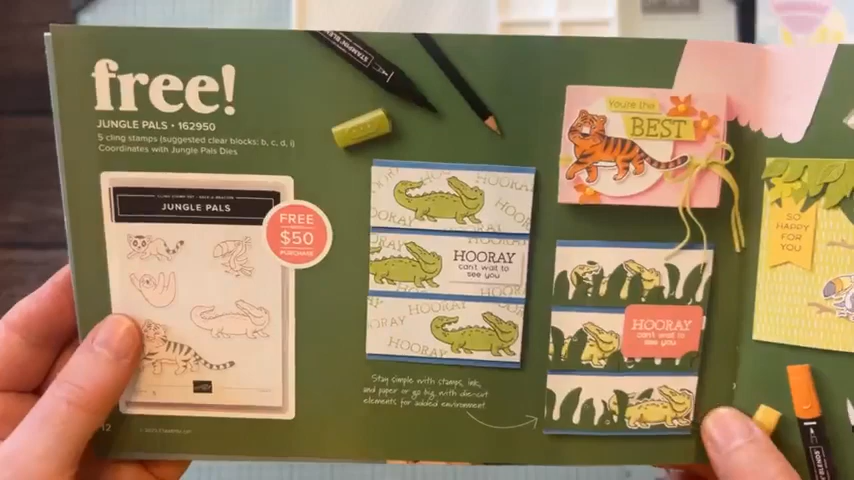 free!
JUNGLE PALS • 162950
5 cling stamps (suggested clear blocks: b, c, d, i)
Coordinates with Jungle Pals Dies
JUNGLE PALS
FREE
$50
PURCHASE
STAMPIN' BLENDS
HOORAY
HOORAY
can't wait to
see you
HOORAY
HOORAY
Stay simple with stamps, ink,
and paper or go big with die-cut
elements for added environment
You're the
BEST
HOORAY
can't wait to
see you
SO
HAPPY
FOR
YOU
BLENDS
12